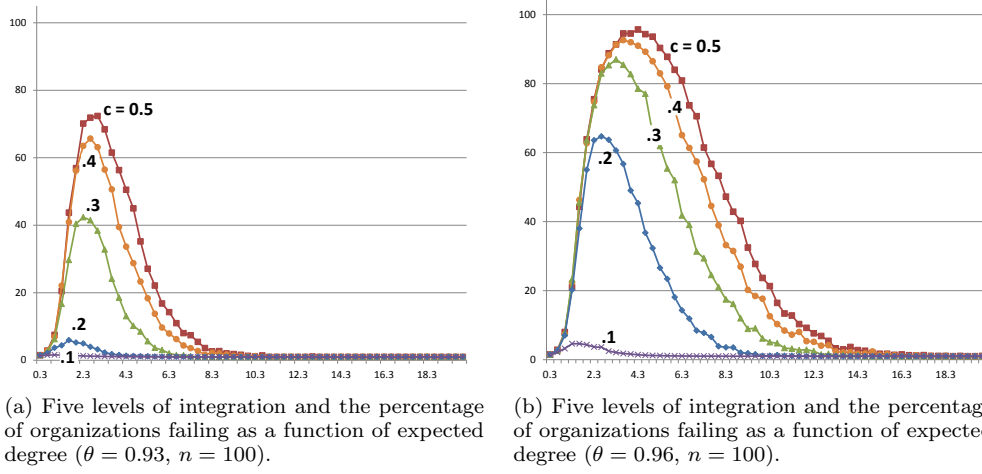 100
80
60
40
20
0
c = 0.5
.4
.3
.2
.1
0.3 2.3 4.3 6.3 8.3 10.3 12.3 14.3 16.3 18.3
(a) Five levels of integration and the percentage
of organizations failing as a function of expected
degree (θ = 0.93, n = 100).
100
80
60
40
20
0
c = 0.5
.4
.3
.2
.1
0.3 2.3 4.3 6.3 8.3 10.3 12.3 14.3 16.3 18.3
(b) Five levels of integration and the percentag
of organizations failing as a function of expecte
degree (θ = 0.96, n = 100).